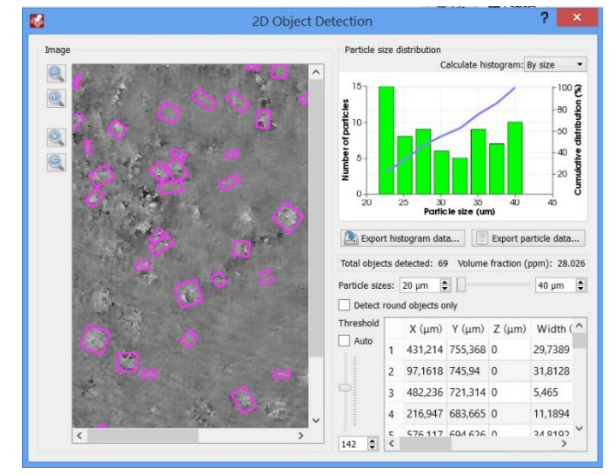 2D Object Detection
?
Image
Particle size distribution
Calculate histogram: By size
15
10
5
0
100
80
60
40
20
20 25 30 35 40 45
Number of particles
Particle size (um)
Cumulative distribution (%)
Export histogram data...
Export particle data...
Total objects detected: 69 Volume fraction (ppm): 28.026
Particle sizes: 20 µm 40 µm
Detect round objects only
Threshold
Auto
142
X (µm) Y (µm) Z (µm) Width (
1 431,214 755,368 0 29,7389
2 97,1618 745,94 0 31,8128
3 482,236 721,314 0 5,465
4 216,947 683,665 0 11,1894
5 576,117 694,626 0 34,8192